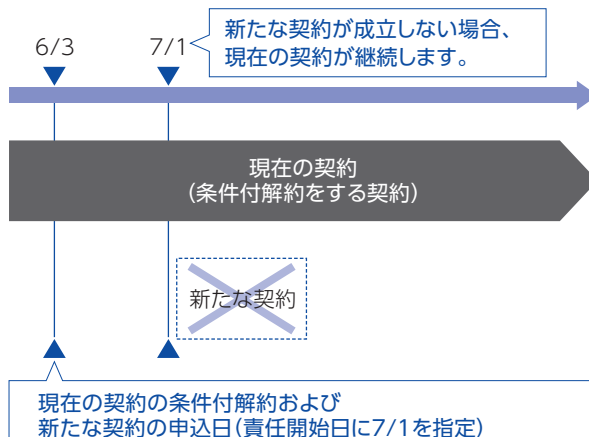 新たな契約が成立しない場合、
現在の契約が継続します。
6/3
7/1
現在の契約
(条件付解約をする契約)
新たな契約
現在の契約の条件付解約および
新たな契約の申込日(責任開始日に7/1を指定)